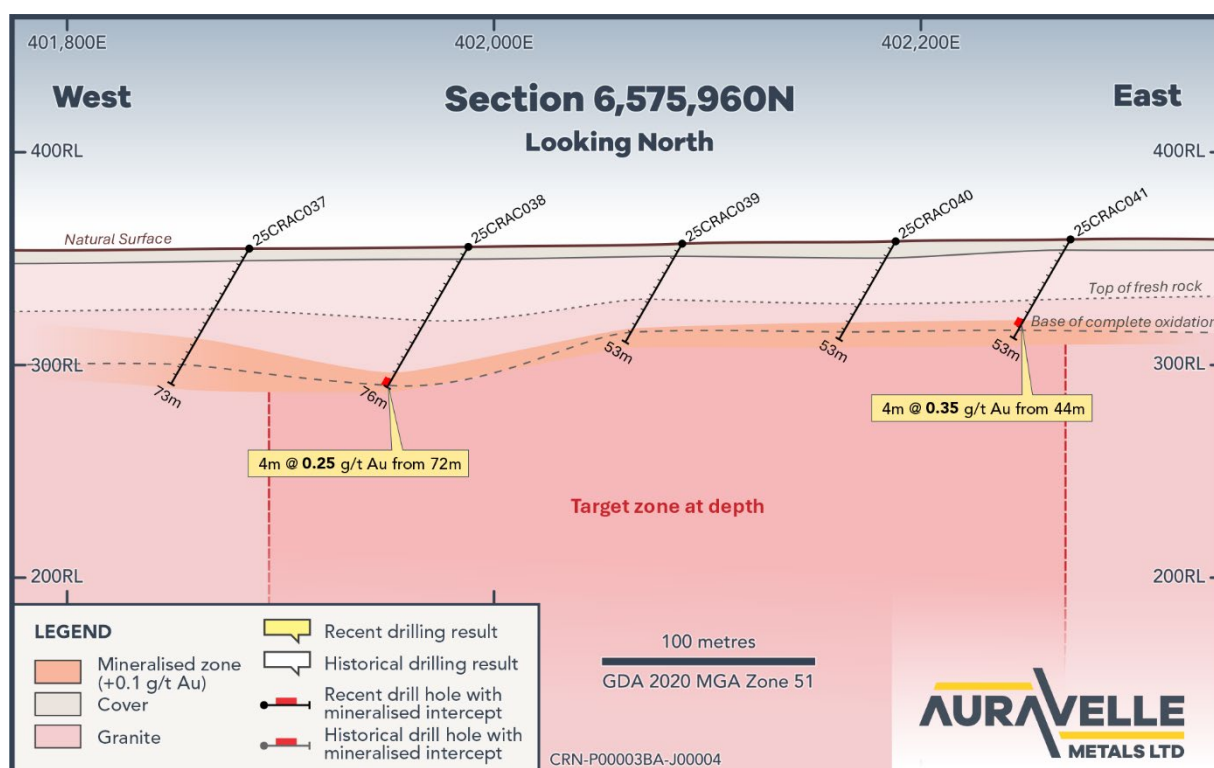 401,800E
402,000E
402,200E
West
Section 6,575,960N
East
Looking North
400RL
400RL
25CRAC037
25CRAC038
25CRAC039
25CRAC040
25CRAC041
Natural Surface
Top of fresh rock
Base of complete oxidation
300RL
300RL
73m
76m
53m
53m
53m
4m @ 0.25 g/t Au from 72m
4m @ 0.35 g/t Au from 44m
Target zone at depth
200RL
200RL
LEGEND
Mineralised zone
(+0.1 g/t Au)
Cover
Granite
Recent drilling result
Historical drilling result
Recent drill hole with
mineralised intercept
Historical drill hole with
mineralised intercept
100 metres
GDA 2020 MGA Zone 51
CRN-P00003BA-J00004
AURAVELLE
METALS LTD